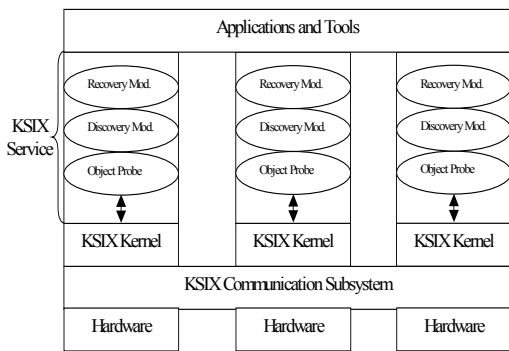 Applications and Tools
Recovery Mod. Recovery Mod. Recovery Mod.
KSIX
Service
Discovery Mod. Discovery Mod. Discovery Mod.
Object Probe Object Probe Object Probe
KSIX Kernel KSIX Kernel KSIX Kernel
KSIX Communication Subsystem
Hardware Hardware Hardware